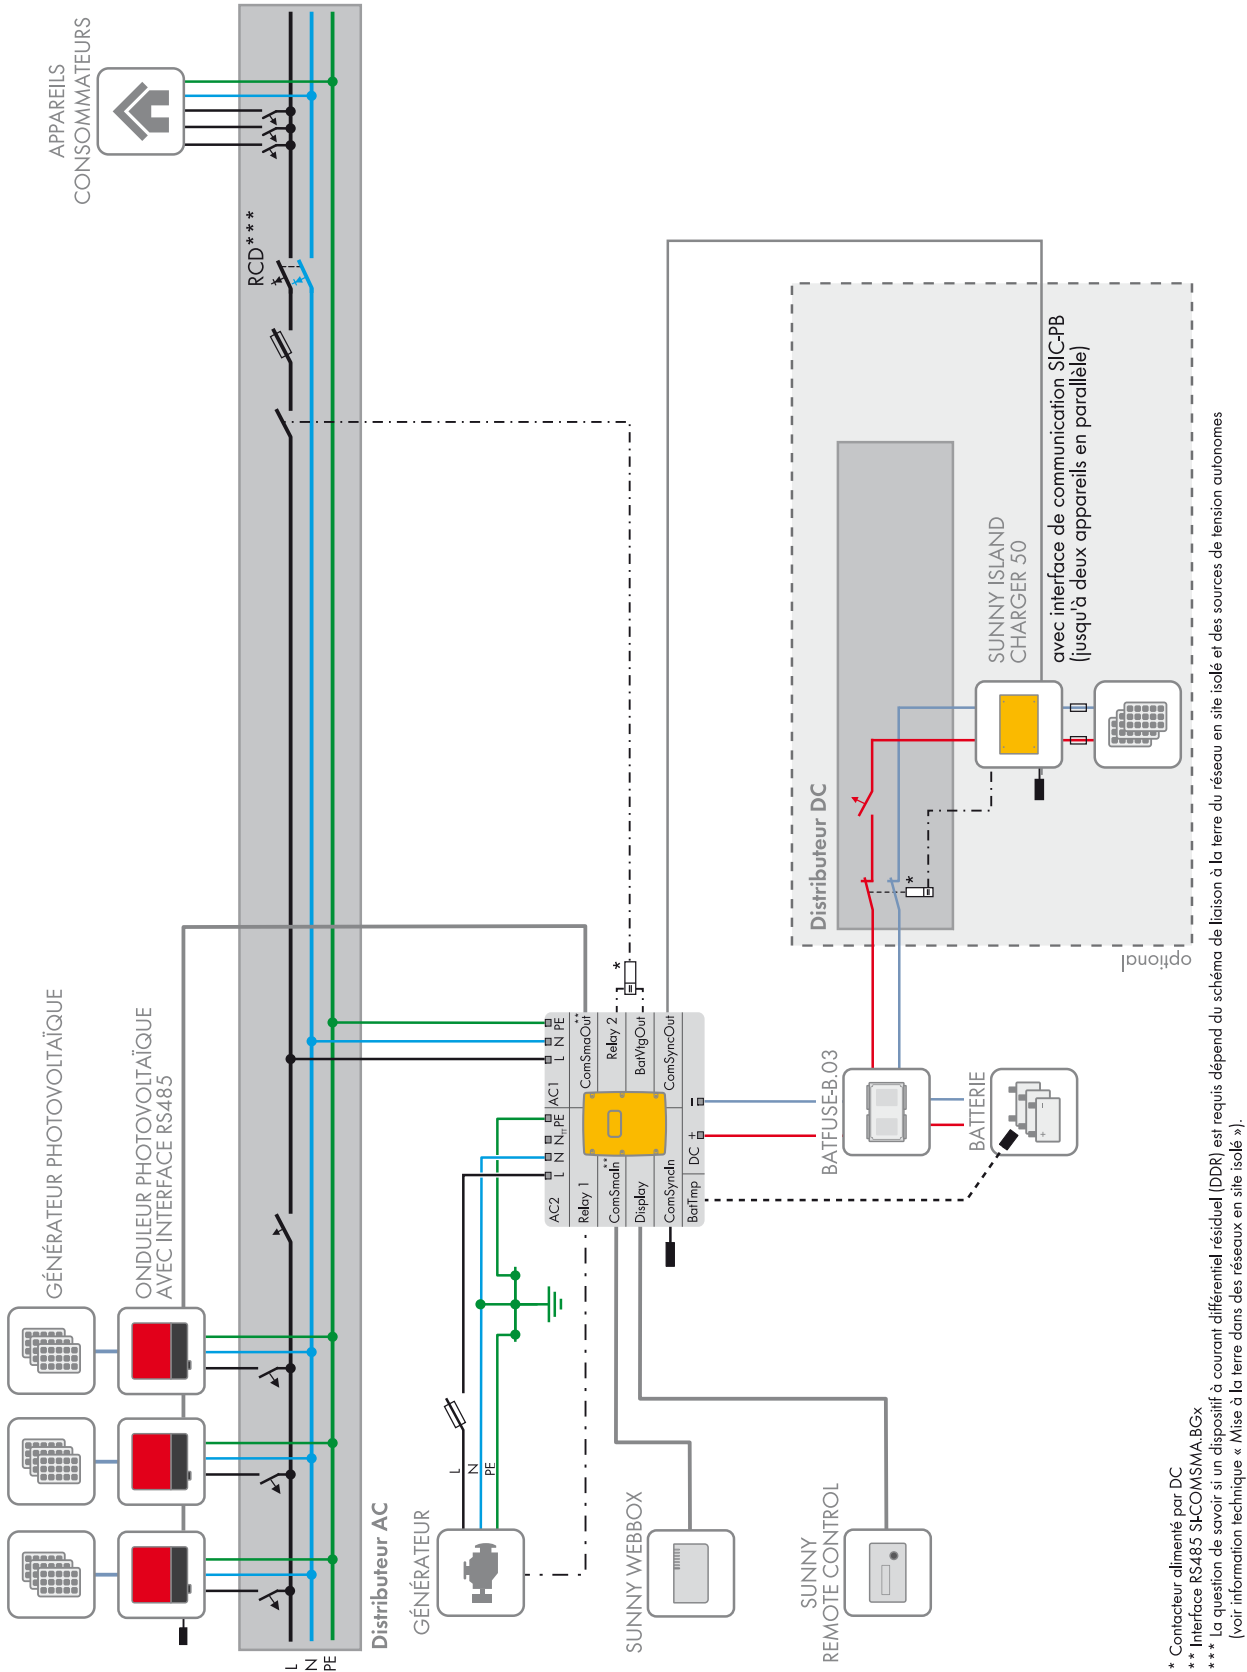 GÉNÉRATEUR PHOTOVOLTAÏQUE
ONDULEUR PHOTOVOLTAÏQUE
AVEC INTERFACE RS485
APPAREILS
CONSOMMATEURS
RCD***
L
N
PE
Distributeur AC
GÉNÉRATEUR
L
N
PE
AC2
L
N
N
TT
PE
AC1
L
N
PE
Relay 1
ComSmaOut
**
ComSmaIn
**
Relay 2
*
Display
BatVtgOut
ComSyncIn
ComSyncOut
BatTmp
DC
+
–
SUNNY WEBBOX
SUNNY
REMOTE CONTROL
BATFUSE-B.03
BATTERIE
optional
Distributeur DC
*
SUNNY ISLAND
CHARGER 50
avec interface de communication SIC-PB
(jusqu'à deux appareils en parallèle)
* Contacteur alimenté par DC
** Interface RS485 SI-COMSMA.BGx
*** La question de savoir si un dispositif à courant différentiel résiduel (DDR) est requis dépend du schéma de liaison à la terre du réseau en site isolé et des sources de tension autonomes
(voir information technique « Mise à la terre dans des réseaux en site isolé »).